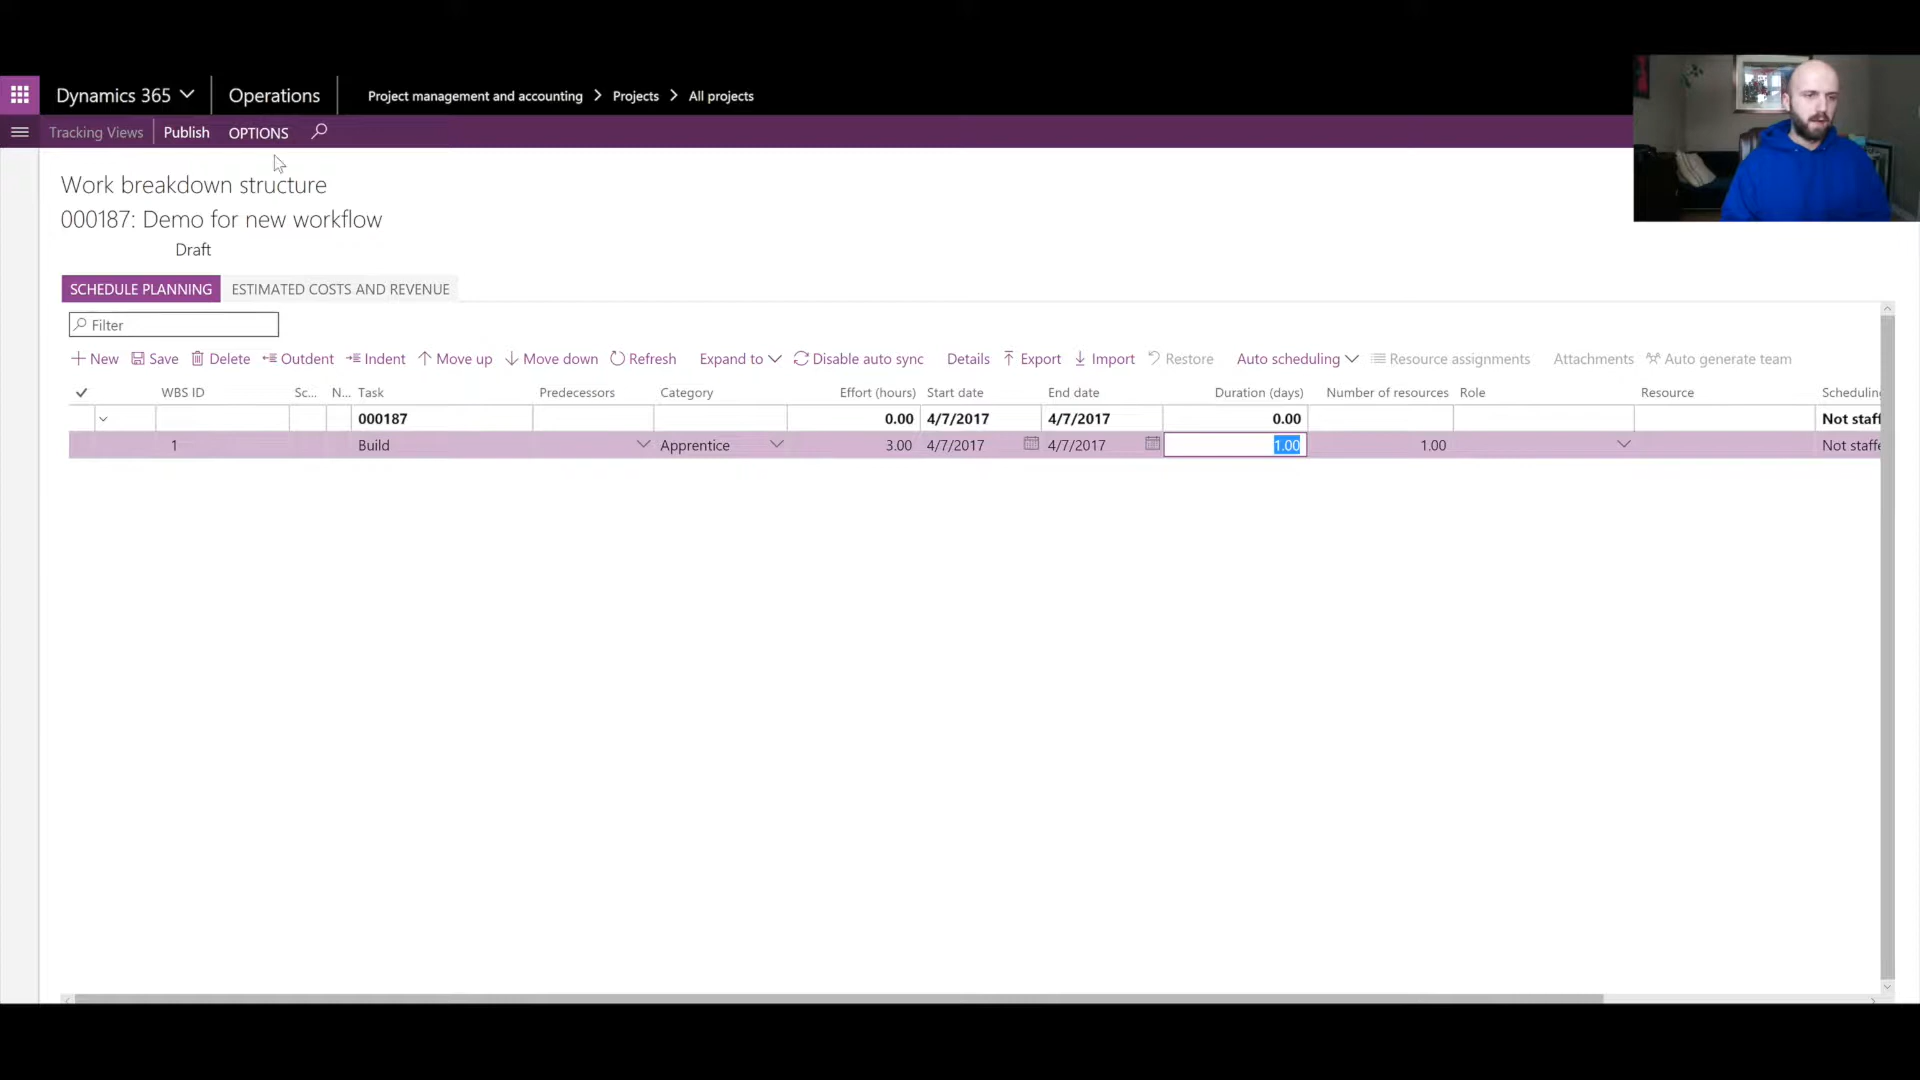 Dynamics 365 Operations Project management and accounting > Projects > All projects
Tracking Views Publish OPTIONS
Work breakdown structure
000187: Demo for new workflow
Draft
SCHEDULE PLANNING ESTIMATED COSTS AND REVENUE
Filter
New Save Delete Outdent Indent Move up Move down Refresh Expand to Disable auto sync Details Export Import Restore Auto scheduling Resource assignments Attachments Auto generate team
WBS ID Sc... N... Task Predecessors Category Effort (hours) Start date End date Duration (days) Number of resources Role Resource Scheduling
000187 0.00 4/7/2017 4/7/2017 0.00 Not staff
1 Build Apprentice 3.00 4/7/2017 4/7/2017 1.00 1.00 Not staffe